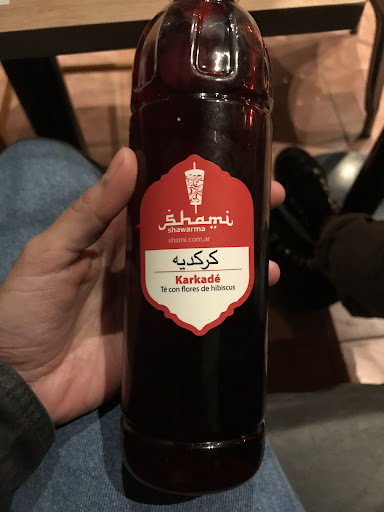 shami
shawarma
shami.com.ar
كركديه
Karkadé
Té con flores de hibiscus